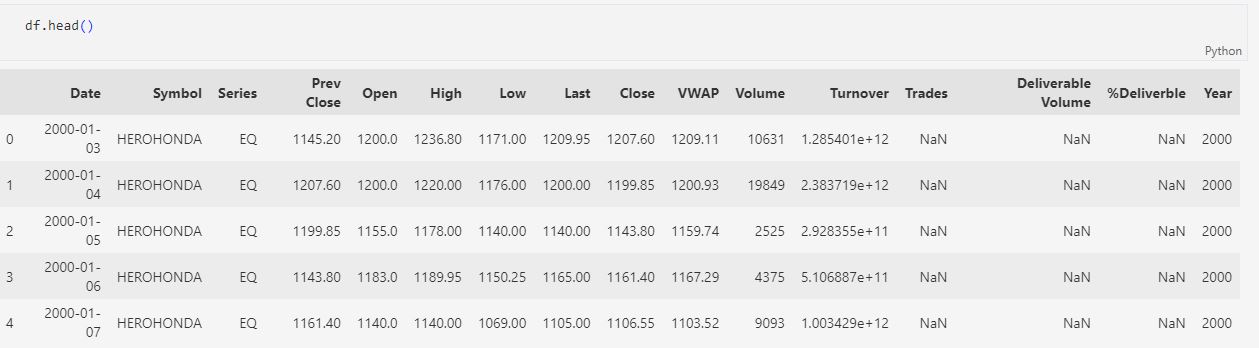 df.head()
Python
Date Symbol Series Prev Close Open High Low Last Close VWAP Volume Turnover Trades Deliverable Volume %Deliverble Year
0 2000-01-03 HEROHONDA EQ 1145.20 1200.0 1236.80 1171.00 1209.95 1207.60 1209.11 10631 1.285401e+12 NaN NaN NaN 2000
1 2000-01-04 HEROHONDA EQ 1207.60 1200.0 1220.00 1176.00 1200.00 1199.85 1200.93 19849 2.383719e+12 NaN NaN NaN 2000
2 2000-01-05 HEROHONDA EQ 1199.85 1155.0 1178.00 1140.00 1140.00 1143.80 1159.74 2525 2.928355e+11 NaN NaN NaN 2000
3 2000-01-06 HEROHONDA EQ 1143.80 1183.0 1189.95 1150.25 1165.00 1161.40 1167.29 4375 5.106887e+11 NaN NaN NaN 2000
4 2000-01-07 HEROHONDA EQ 1161.40 1140.0 1140.00 1069.00 1105.00 1106.55 1103.52 9093 1.003429e+12 NaN NaN NaN 2000